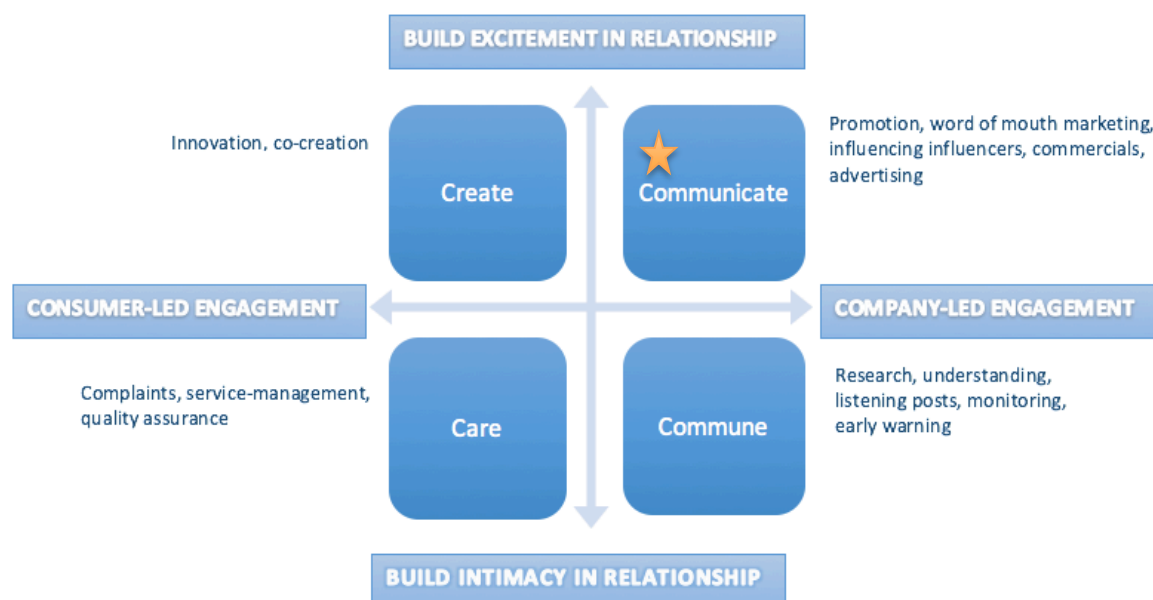 BUILD EXCITEMENT IN RELATIONSHIP
Innovation, co-creation
Create
Communicate
Promotion, word of mouth marketing,
influencing influencers, commercials,
advertising
CONSUMER-LED ENGAGEMENT
COMPANY-LED ENGAGEMENT
Complaints, service-management,
quality assurance
Care
Commune
Research, understanding,
listening posts, monitoring,
early warning
BUILD INTIMACY IN RELATIONSHIP